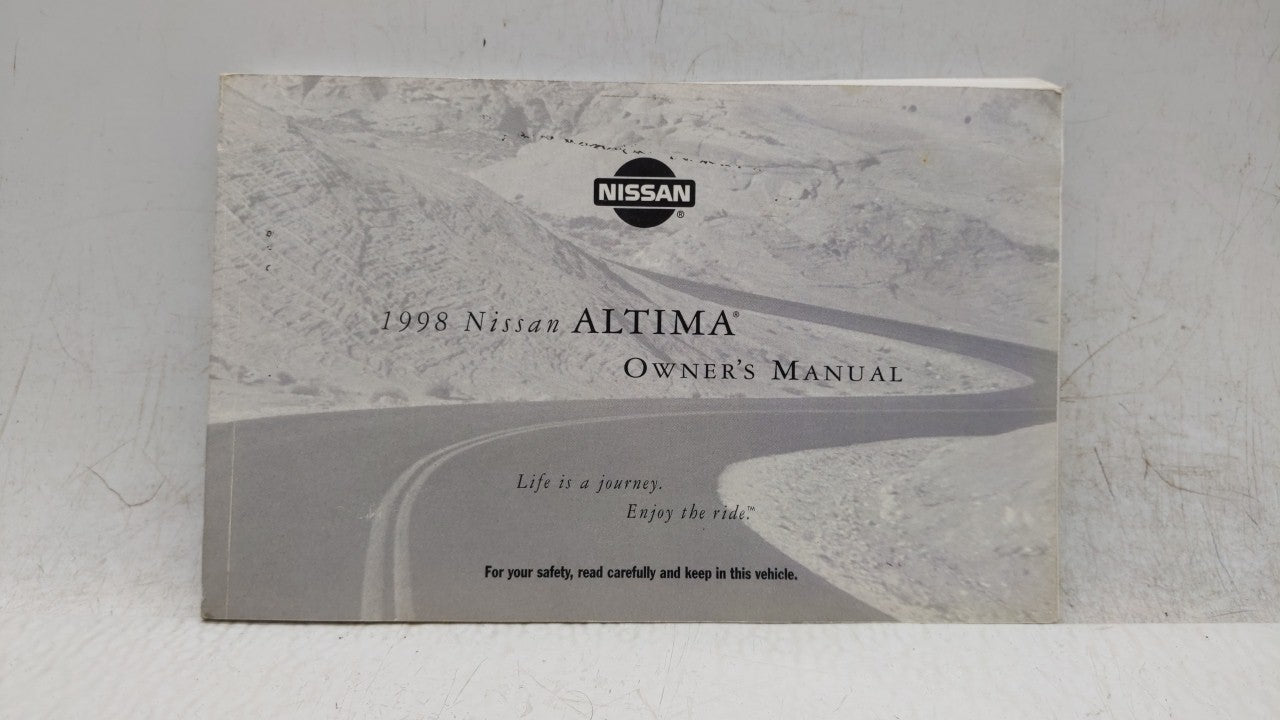 NISSAN®
1998 Nissan ALTIMA®
OWNER'S MANUAL
Life is a journey.
Enjoy the ride.™
For your safety, read carefully and keep in this vehicle.